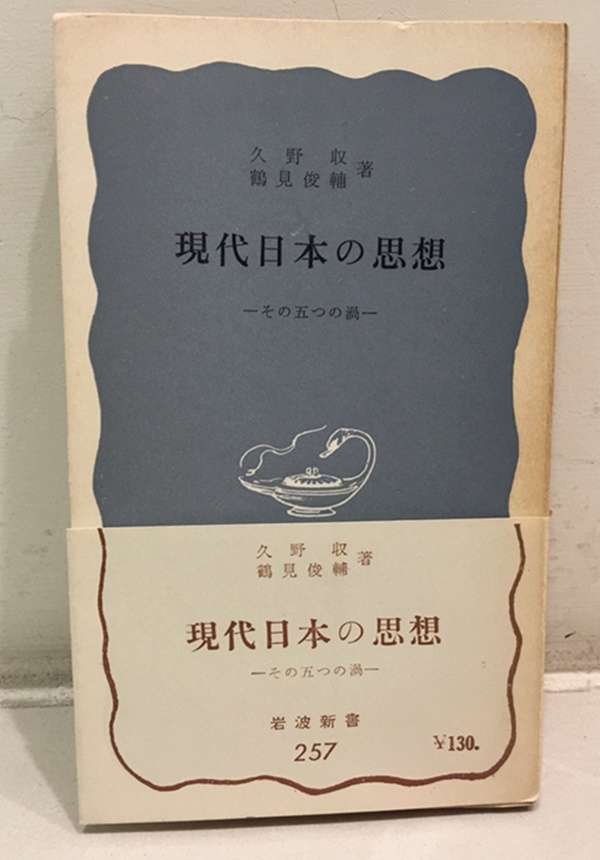 久野 収
鶴見俊輔 著
現代日本の思想
―その五つの渦―
久野 収
鶴見俊輔 著
現代日本の思想
―その五つの渦―
岩波新書
257
¥130.